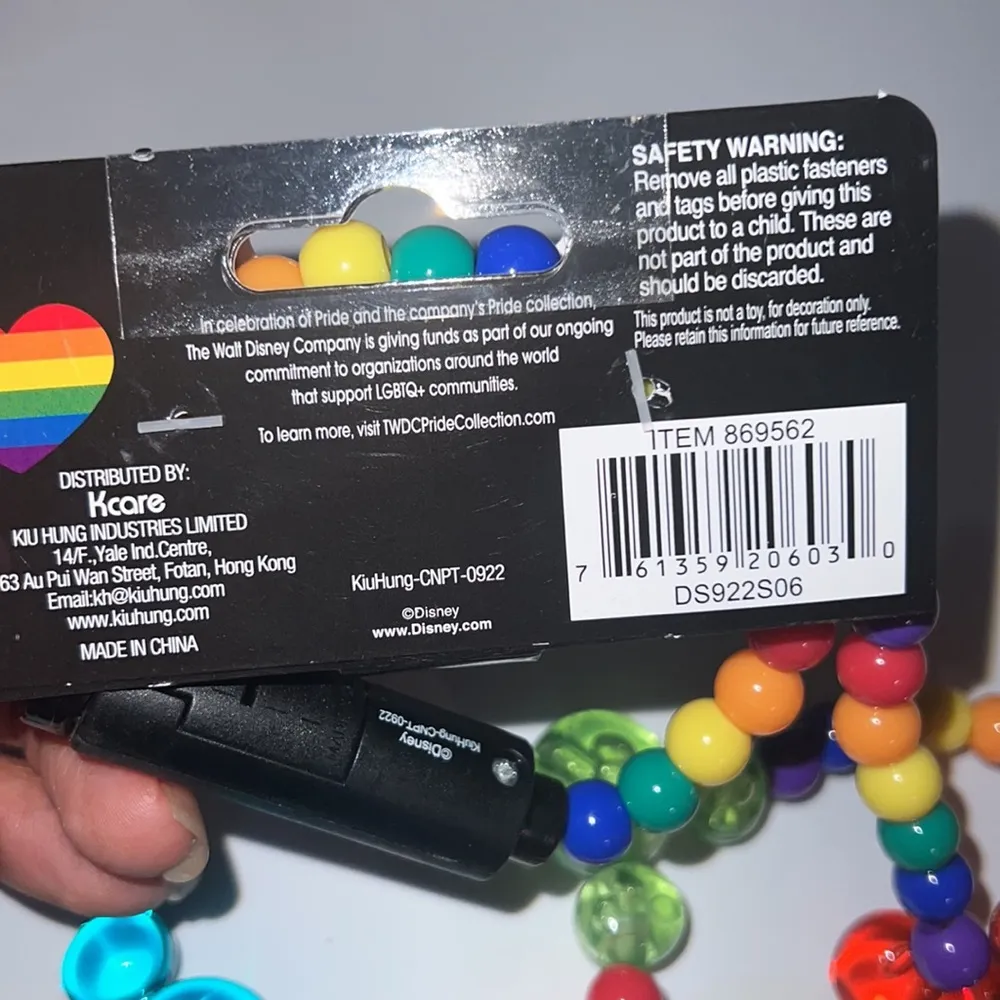 SAFETY WARNING:
Remove all plastic fasteners
and tags before giving this
product to a child. These are
not part of the product and
should be discarded.
This product is not a toy, for decoration only.
Please retain this information for future reference.
In celebration of Pride and the company's Pride collection,
The Walt Disney Company is giving funds as part of our ongoing
commitment to organizations around the world
that support LGBTQ+ communities.
To learn more, visit TWDCPrideCollection.com
DISTRIBUTED BY:
Kcare
KIU HUNG INDUSTRIES LIMITED
14/F.,Yale Ind.Centre,
63 Au Pui Wan Street, Fotan, Hong Kong
Email:kh@kiuhung.com
www.kiuhung.com
MADE IN CHINA
KiuHung-CNPT-0922
©Disney
www.Disney.com
ITEM 869562
7 61359 20603 0
DS922S06
©Disney
KiuHung-CNPT-0922